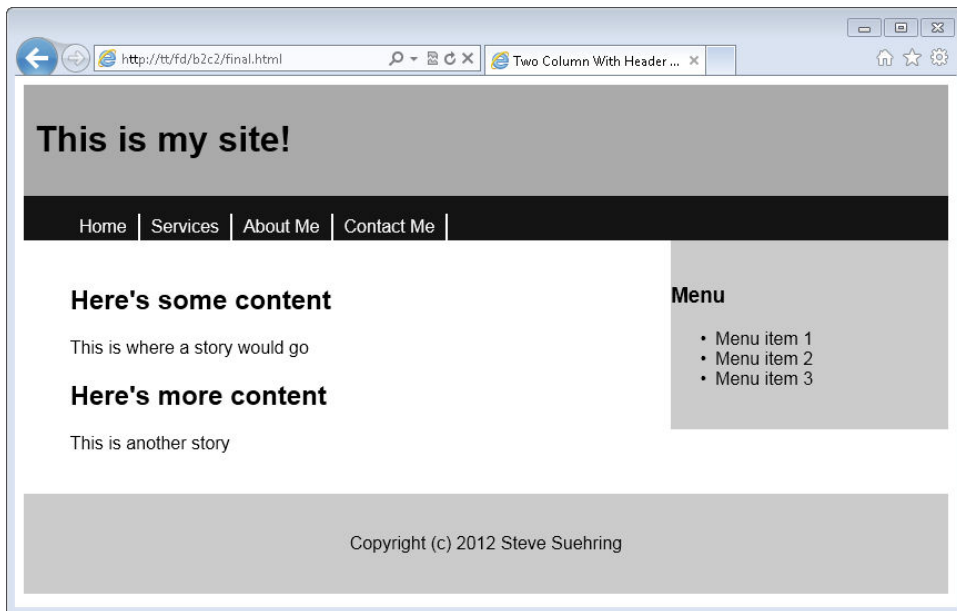 http://tt/fd/b2c2/final.html
Two Column With Header ...
This is my site!
Home Services About Me Contact Me
Here's some content
This is where a story would go
Here's more content
This is another story
Menu
• Menu item 1
• Menu item 2
• Menu item 3
Copyright (c) 2012 Steve Suehring